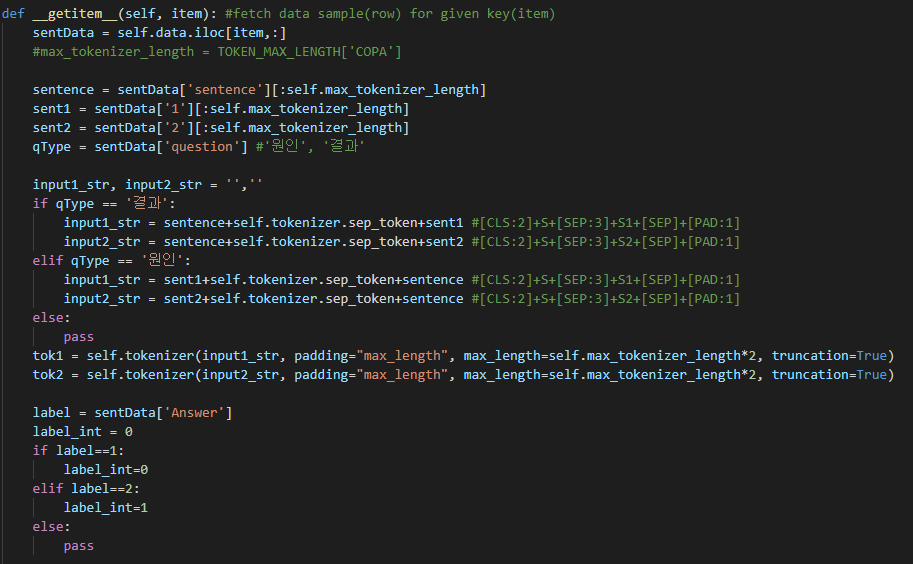 def __getitem__(self, item): #fetch data sample(row) for given key(item)
    sentData = self.data.iloc[item,:]
    #max_tokenizer_length = TOKEN_MAX_LENGTH['COPA']

    sentence = sentData['sentence'][:self.max_tokenizer_length]
    sent1 = sentData['1'][:self.max_tokenizer_length]
    sent2 = sentData['2'][:self.max_tokenizer_length]
    qType = sentData['question'] #'원인', '결과'

    input1_str, input2_str = '',''
    if qType == '결과':
        input1_str = sentence+self.tokenizer.sep_token+sent1 #[CLS:2]+S+[SEP:3]+S1+[SEP]+[PAD:1]
        input2_str = sentence+self.tokenizer.sep_token+sent2 #[CLS:2]+S+[SEP:3]+S2+[SEP]+[PAD:1]
    elif qType == '원인':
        input1_str = sent1+self.tokenizer.sep_token+sentence #[CLS:2]+S+[SEP:3]+S1+[SEP]+[PAD:1]
        input2_str = sent2+self.tokenizer.sep_token+sentence #[CLS:2]+S+[SEP:3]+S2+[SEP]+[PAD:1]
    else:
        pass
    tok1 = self.tokenizer(input1_str, padding="max_length", max_length=self.max_tokenizer_length*2, truncation=True)
    tok2 = self.tokenizer(input2_str, padding="max_length", max_length=self.max_tokenizer_length*2, truncation=True)

    label = sentData['Answer']
    label_int = 0
    if label==1:
        label_int=0
    elif label==2:
        label_int=1
    else:
        pass